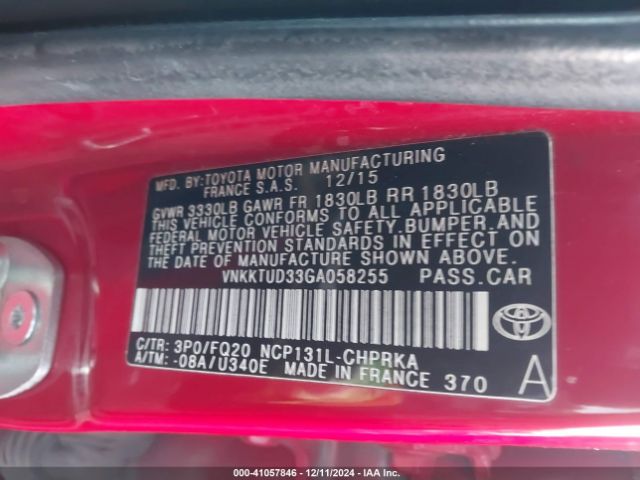 MFD. BY:TOYOTA MOTOR MANUFACTURING
FRANCE S.A.S. 12/15
GVWR 3330LB GAWR FR 1830LB RR 1830LB
THIS VEHICLE CONFORMS TO ALL APPLICABLE
FEDERAL MOTOR VEHICLE SAFETY, BUMPER, AND
THEFT PREVENTION STANDARDS IN EFFECT ON
THE DATE OF MANUFACTURE SHOWN ABOVE.
VNKKTUD33GA058255 PASS.CAR
C/TR: 3P0/FQ20 NCP131L-CHPRKA
A/TM: -08A/U340E MADE IN FRANCE 370
TOYOTA
A
000-41057846 - 12/11/2024 - IAA Inc.